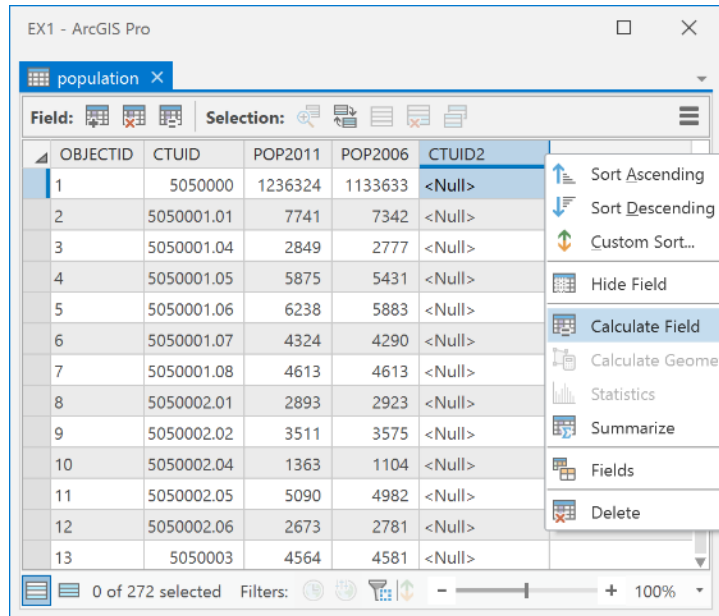 EX1 - ArcGIS Pro
population
Field: Selection:
OBJECTID CTUID POP2011 POP2006 CTUID2
1 5050000 1236324 1133633 <Null>
2 5050001.01 7741 7342 <Null>
3 5050001.04 2849 2777 <Null>
4 5050001.05 5875 5431 <Null>
5 5050001.06 6238 5883 <Null>
6 5050001.07 4324 4290 <Null>
7 5050001.08 4613 4613 <Null>
8 5050002.01 2893 2923 <Null>
9 5050002.02 3511 3575 <Null>
10 5050002.04 1363 1104 <Null>
11 5050002.05 5090 4982 <Null>
12 5050002.06 2673 2781 <Null>
13 5050003 4564 4581 <Null>
Sort Ascending
Sort Descending
Custom Sort...
Hide Field
Calculate Field
Calculate Geome
Statistics
Summarize
Fields
Delete
0 of 272 selected Filters: - + 100%